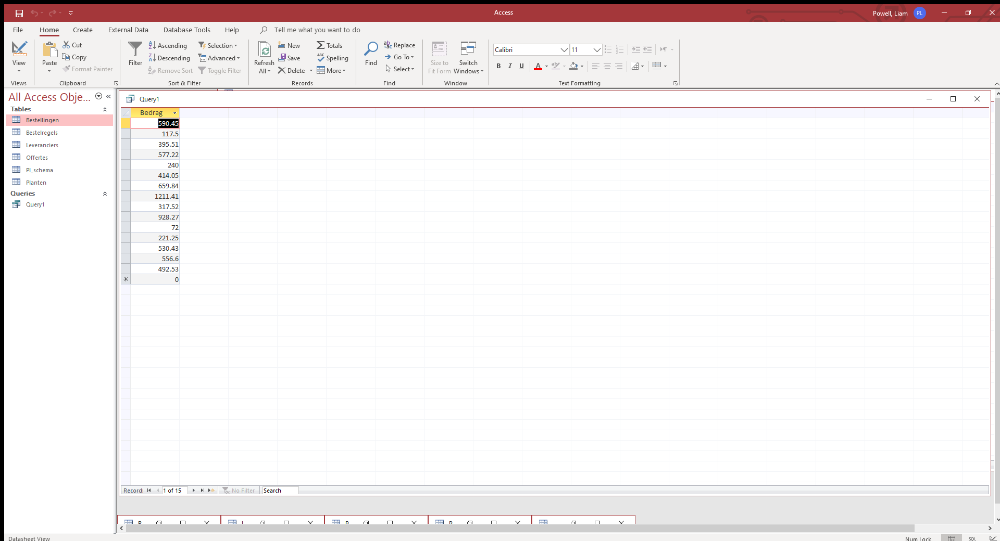 Access
Powell, Liam
PL
File Home Create External Data Database Tools Help Tell me what you want to do
View
Views
Paste
Cut
Copy
Format Painter
Clipboard
Filter
Ascending
Descending
Remove Sort
Selection
Advanced
Toggle Filter
Sort & Filter
Refresh
All
New
Save
Delete
Totals
Spelling
More
Records
Find
Replace
Go To
Select
Find
Size to
Fit Form
Switch
Windows
Window
Calibri
11
B I U
Text Formatting
All Access Obje...
Tables
Bestellingen
Bestelregels
Leveranciers
Offertes
Pl_schema
Planten
Queries
Query1
Query1
Bedrag
590.45
117.5
395.51
577.22
240
414.05
659.84
1211.41
317.52
928.27
72
221.25
530.43
556.6
492.53
0
Record: 1 of 15 No Filter Search
Datasheet View
Num Lock
SQL